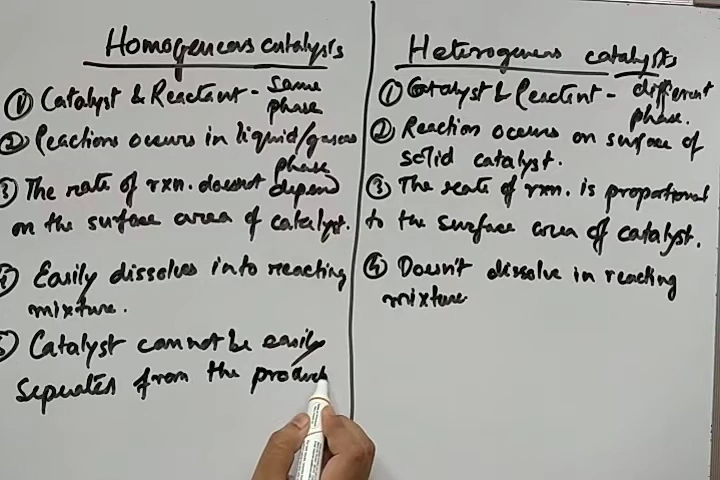 Homogeneous catalysts
① Catalyst & Reactant - same
phase
② Reactions occurs in liquid/gaseous
phase
③ The rate of rxn. doesnot depend
on the surface area of catalyst.
④ Easily dissolves into reacting
mixture.
⑤ Catalyst cannot be easily
seperates from the product
Heterogenens catalysts
① Catalyst & Reactant - different
phase.
② Reaction occurs on surface of
solid catalyst.
③ The rate of rxn. is proportional
to the surface area of catalyst.
④ Doesn't dissolve in reacting
mixture